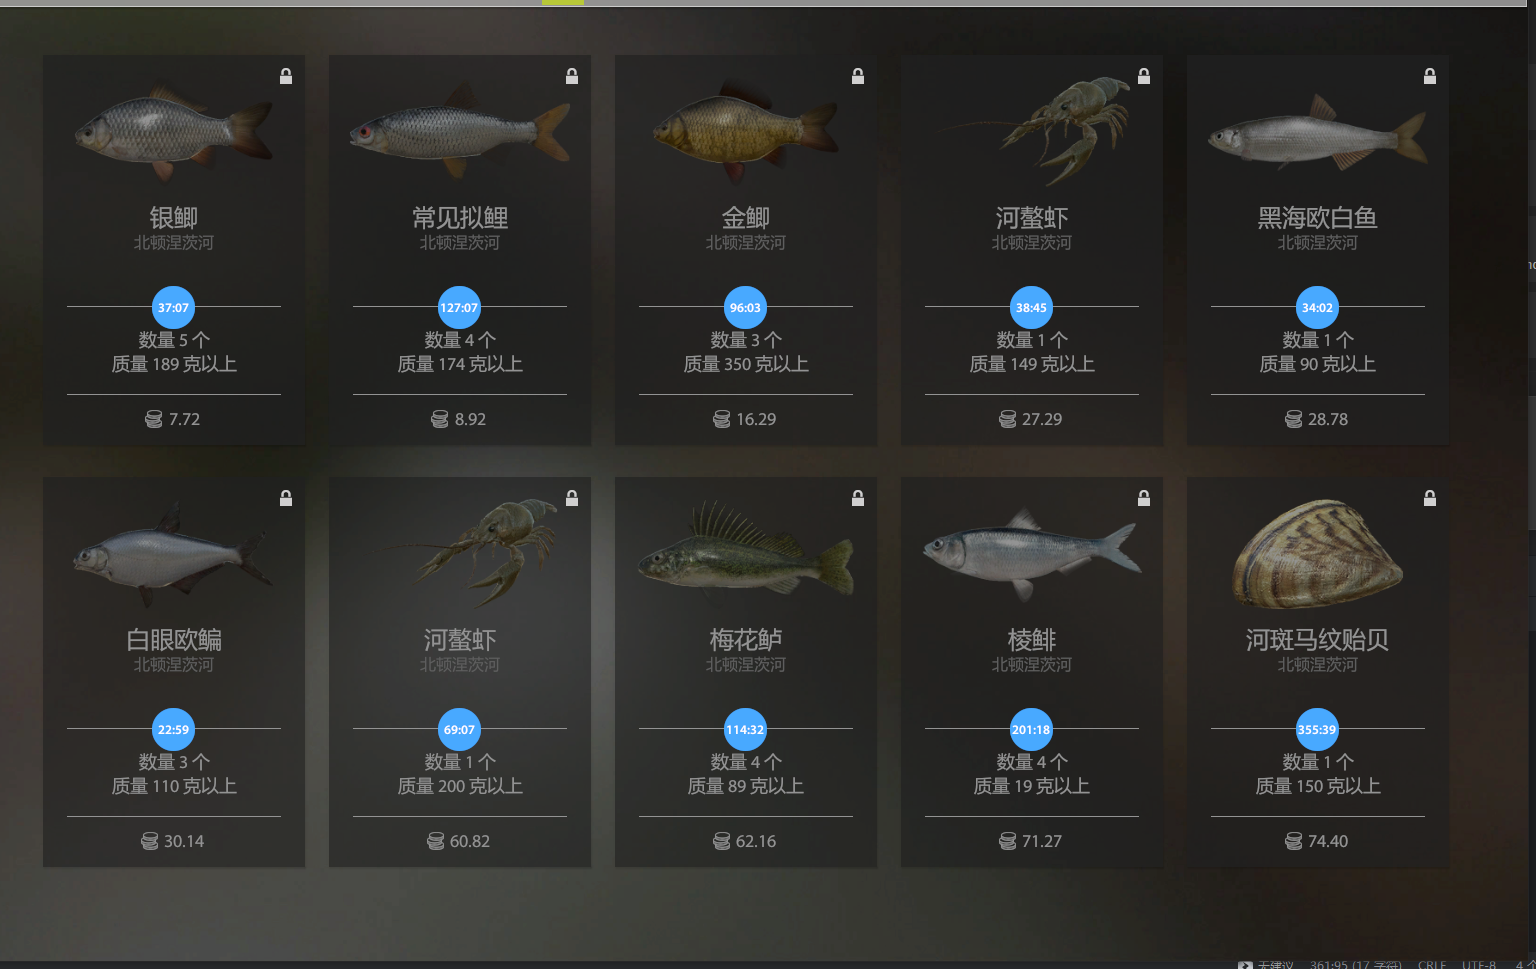 银鲫
北顿涅茨河
37:07
数量 5 个
质量 189 克以上
7.72
常见拟鲤
北顿涅茨河
127:07
数量 4 个
质量 174 克以上
8.92
金鲫
北顿涅茨河
96:03
数量 3 个
质量 350 克以上
16.29
河螯虾
北顿涅茨河
38:45
数量 1 个
质量 149 克以上
27.29
黑海欧白鱼
北顿涅茨河
34:02
数量 1 个
质量 90 克以上
28.78
白眼欧鳊
北顿涅茨河
22:59
数量 3 个
质量 110 克以上
30.14
河螯虾
北顿涅茨河
69:07
数量 1 个
质量 200 克以上
60.82
梅花鲈
北顿涅茨河
114:32
数量 4 个
质量 89 克以上
62.16
棱鲱
北顿涅茨河
201:18
数量 4 个
质量 19 克以上
71.27
河斑马纹贻贝
北顿涅茨河
355:39
数量 1 个
质量 150 克以上
74.40
无建议 361:95 (17 字符) CRLF UTF-8 4